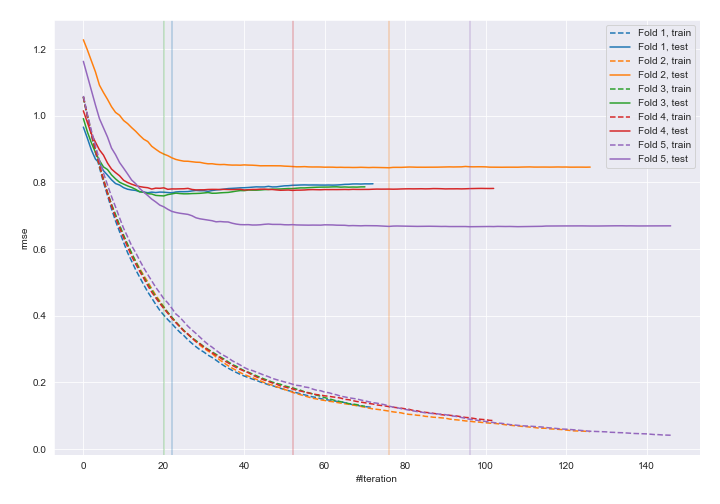 1.2
1.0
0.8
0.6
0.4
0.2
0.0
rmse
0 20 40 60 80 100 120 140
#Iteration
Fold 1, train
Fold 1, test
Fold 2, train
Fold 2, test
Fold 3, train
Fold 3, test
Fold 4, train
Fold 4, test
Fold 5, train
Fold 5, test